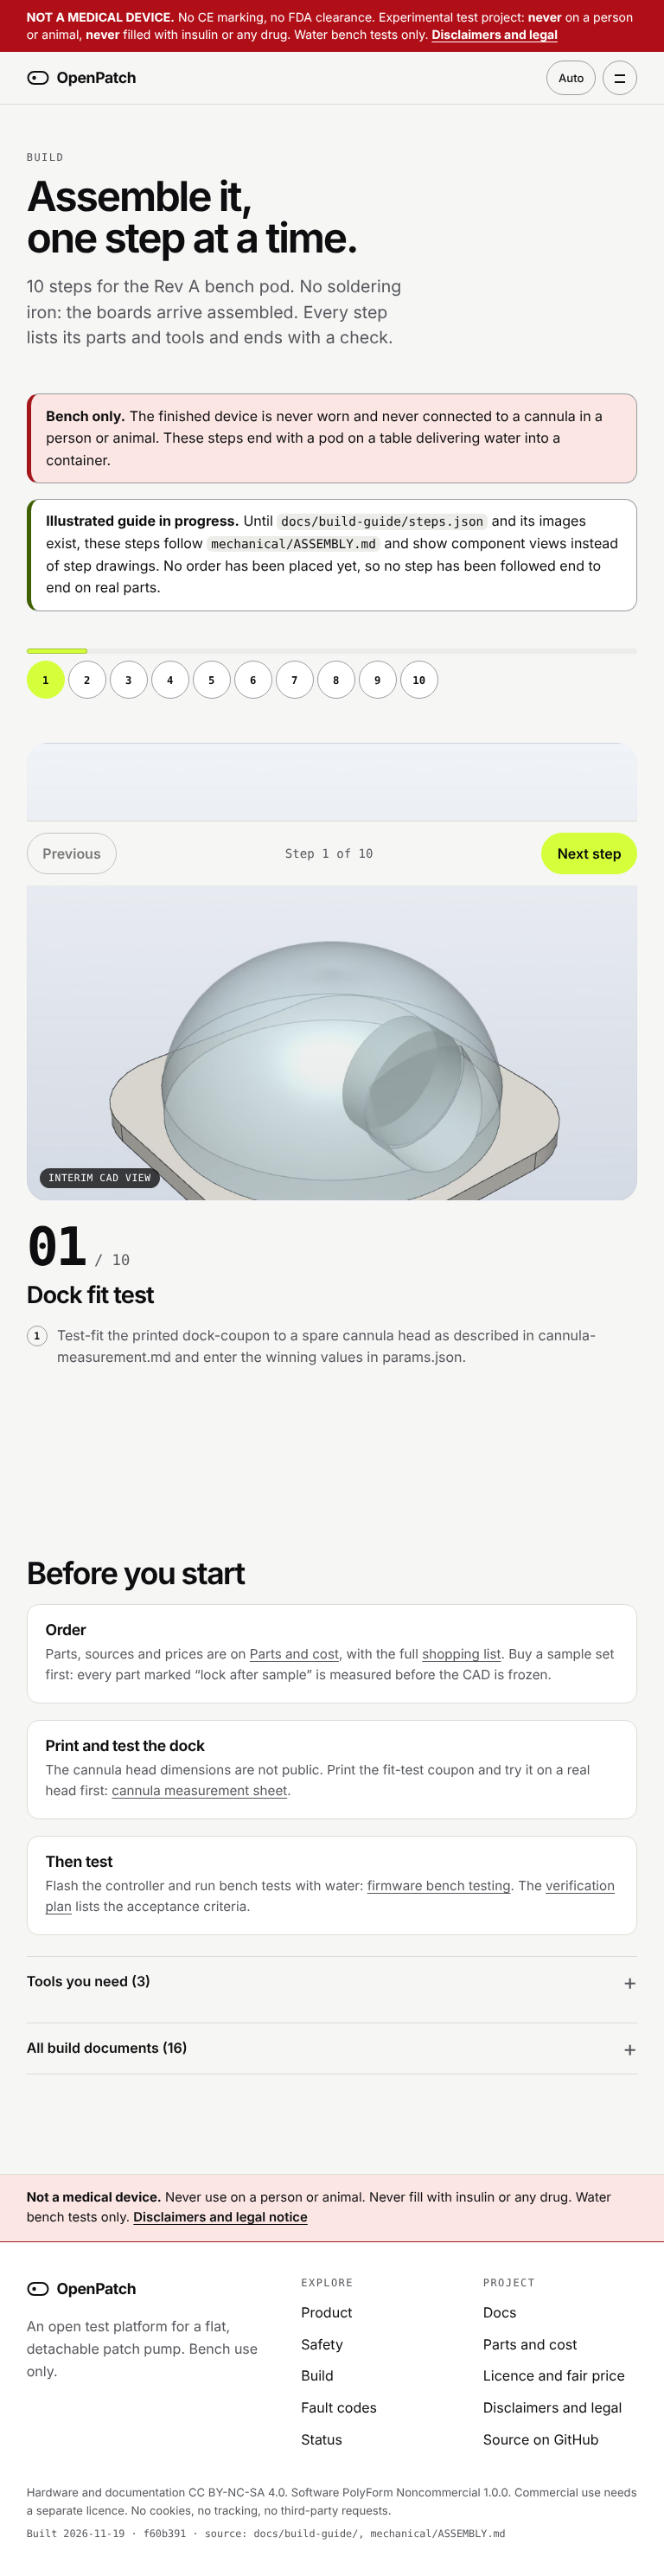 NOT A MEDICAL DEVICE. No CE marking, no FDA clearance. Experimental test project: never on a person
or animal, never filled with insulin or any drug. Water bench tests only. Disclaimers and legal
OpenPatch
Auto
BUILD
Assemble it,
one step at a time.
10 steps for the Rev A bench pod. No soldering
iron: the boards arrive assembled. Every step
lists its parts and tools and ends with a check.
Bench only. The finished device is never worn and never connected to a cannula in a
person or animal. These steps end with a pod on a table delivering water into a
container.
Illustrated guide in progress. Until docs/build-guide/steps.json and its images
exist, these steps follow mechanical/ASSEMBLY.md and show component views instead
of step drawings. No order has been placed yet, so no step has been followed end to
end on real parts.
1 2 3 4 5 6 7 8 9 10
Previous Step 1 of 10 Next step
INTERIM CAD VIEW
01 / 10
Dock fit test
1 Test-fit the printed dock-coupon to a spare cannula head as described in cannula-
measurement.md and enter the winning values in params.json.
Before you start
Order
Parts, sources and prices are on Parts and cost, with the full shopping list. Buy a sample set
first: every part marked “lock after sample” is measured before the CAD is frozen.
Print and test the dock
The cannula head dimensions are not public. Print the fit-test coupon and try it on a real
head first: cannula measurement sheet.
Then test
Flash the controller and run bench tests with water: firmware bench testing. The verification
plan lists the acceptance criteria.
Tools you need (3) +
All build documents (16) +
Not a medical device. Never use on a person or animal. Never fill with insulin or any drug. Water
bench tests only. Disclaimers and legal notice
OpenPatch
An open test platform for a flat,
detachable patch pump. Bench use
only.
EXPLORE
Product
Safety
Build
Fault codes
Status
PROJECT
Docs
Parts and cost
Licence and fair price
Disclaimers and legal
Source on GitHub
Hardware and documentation CC BY-NC-SA 4.0. Software PolyForm Noncommercial 1.0.0. Commercial use needs
a separate licence. No cookies, no tracking, no third-party requests.
Built 2026-11-19 · f60b391 · source: docs/build-guide/, mechanical/ASSEMBLY.md